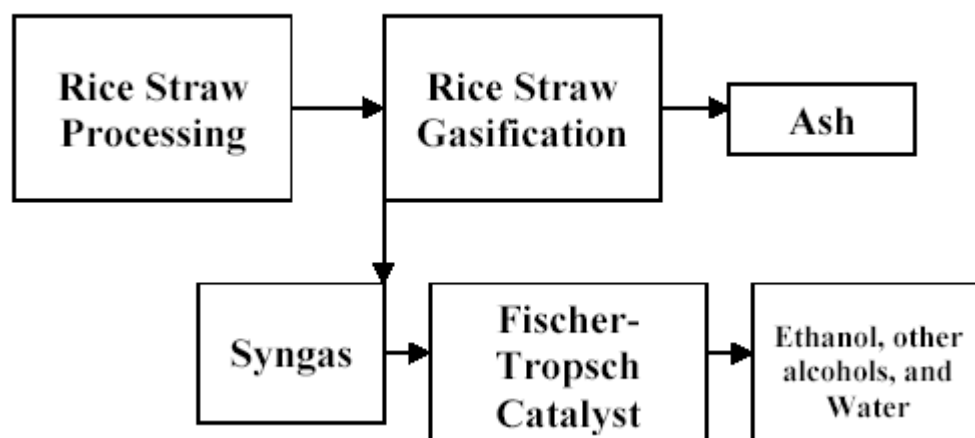 Rice Straw
Processing
Rice Straw
Gasification
Ash
Syngas
Fischer-
Tropsch
Catalyst
Ethanol, other
alcohols, and
Water